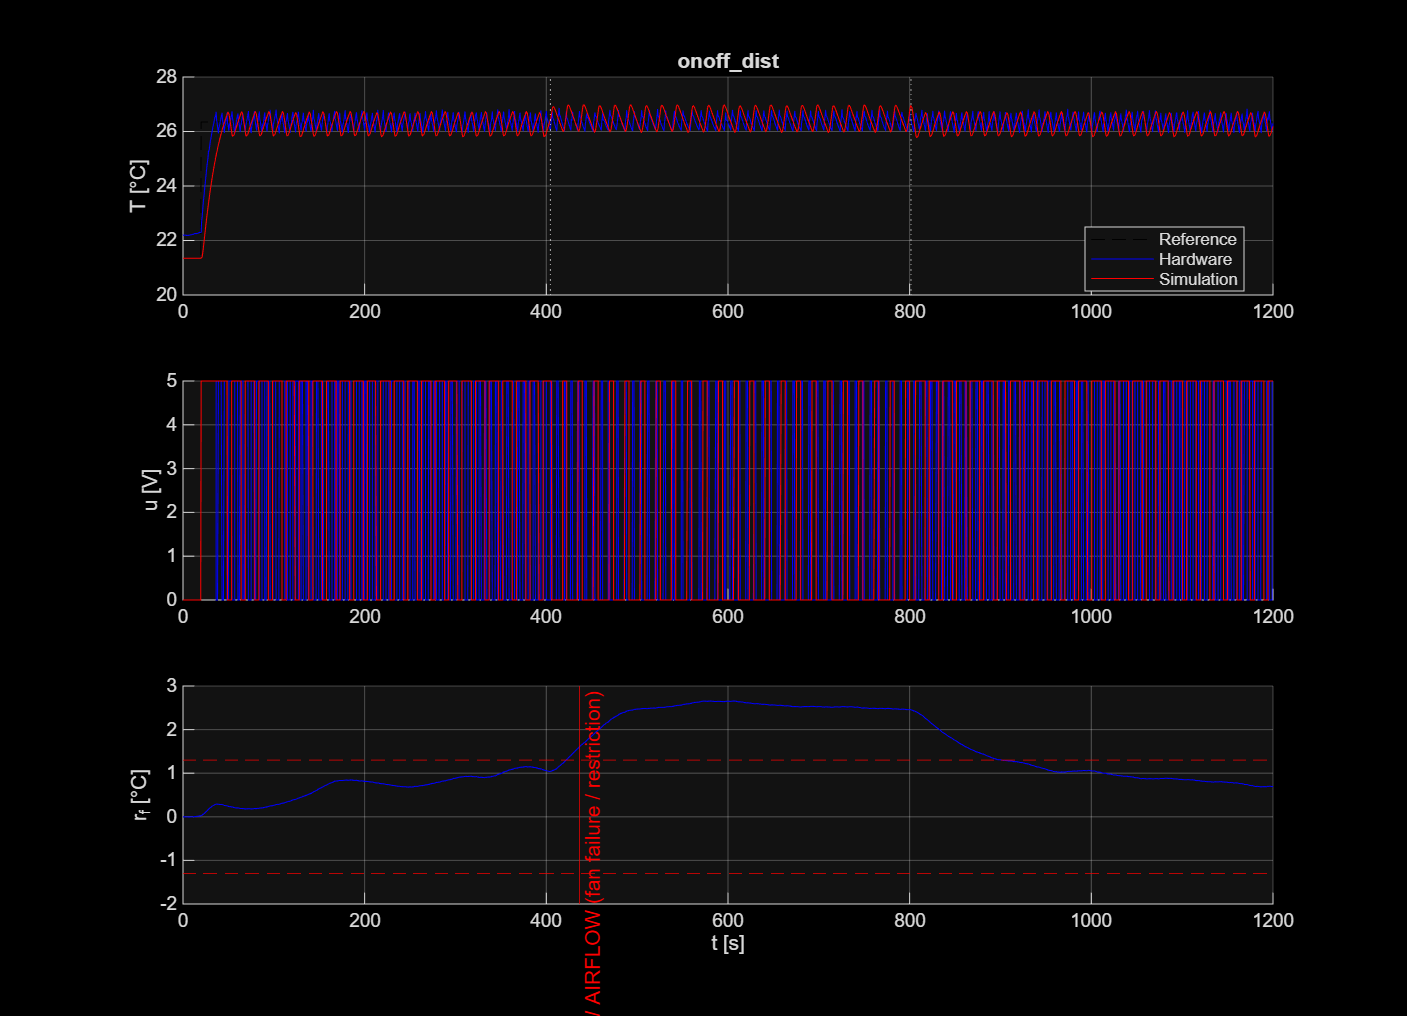 onoff_dist
28
26
24
22
20
T [°C]
0 200 400 600 800 1000 1200
Reference
Hardware
Simulation
5
4
3
2
1
0
u [V]
0 200 400 600 800 1000 1200
3
2
1
0
-1
-2
r_f [°C]
/ AIRFLOW (fan failure / restriction)
0 200 400 600 800 1000 1200
t [s]